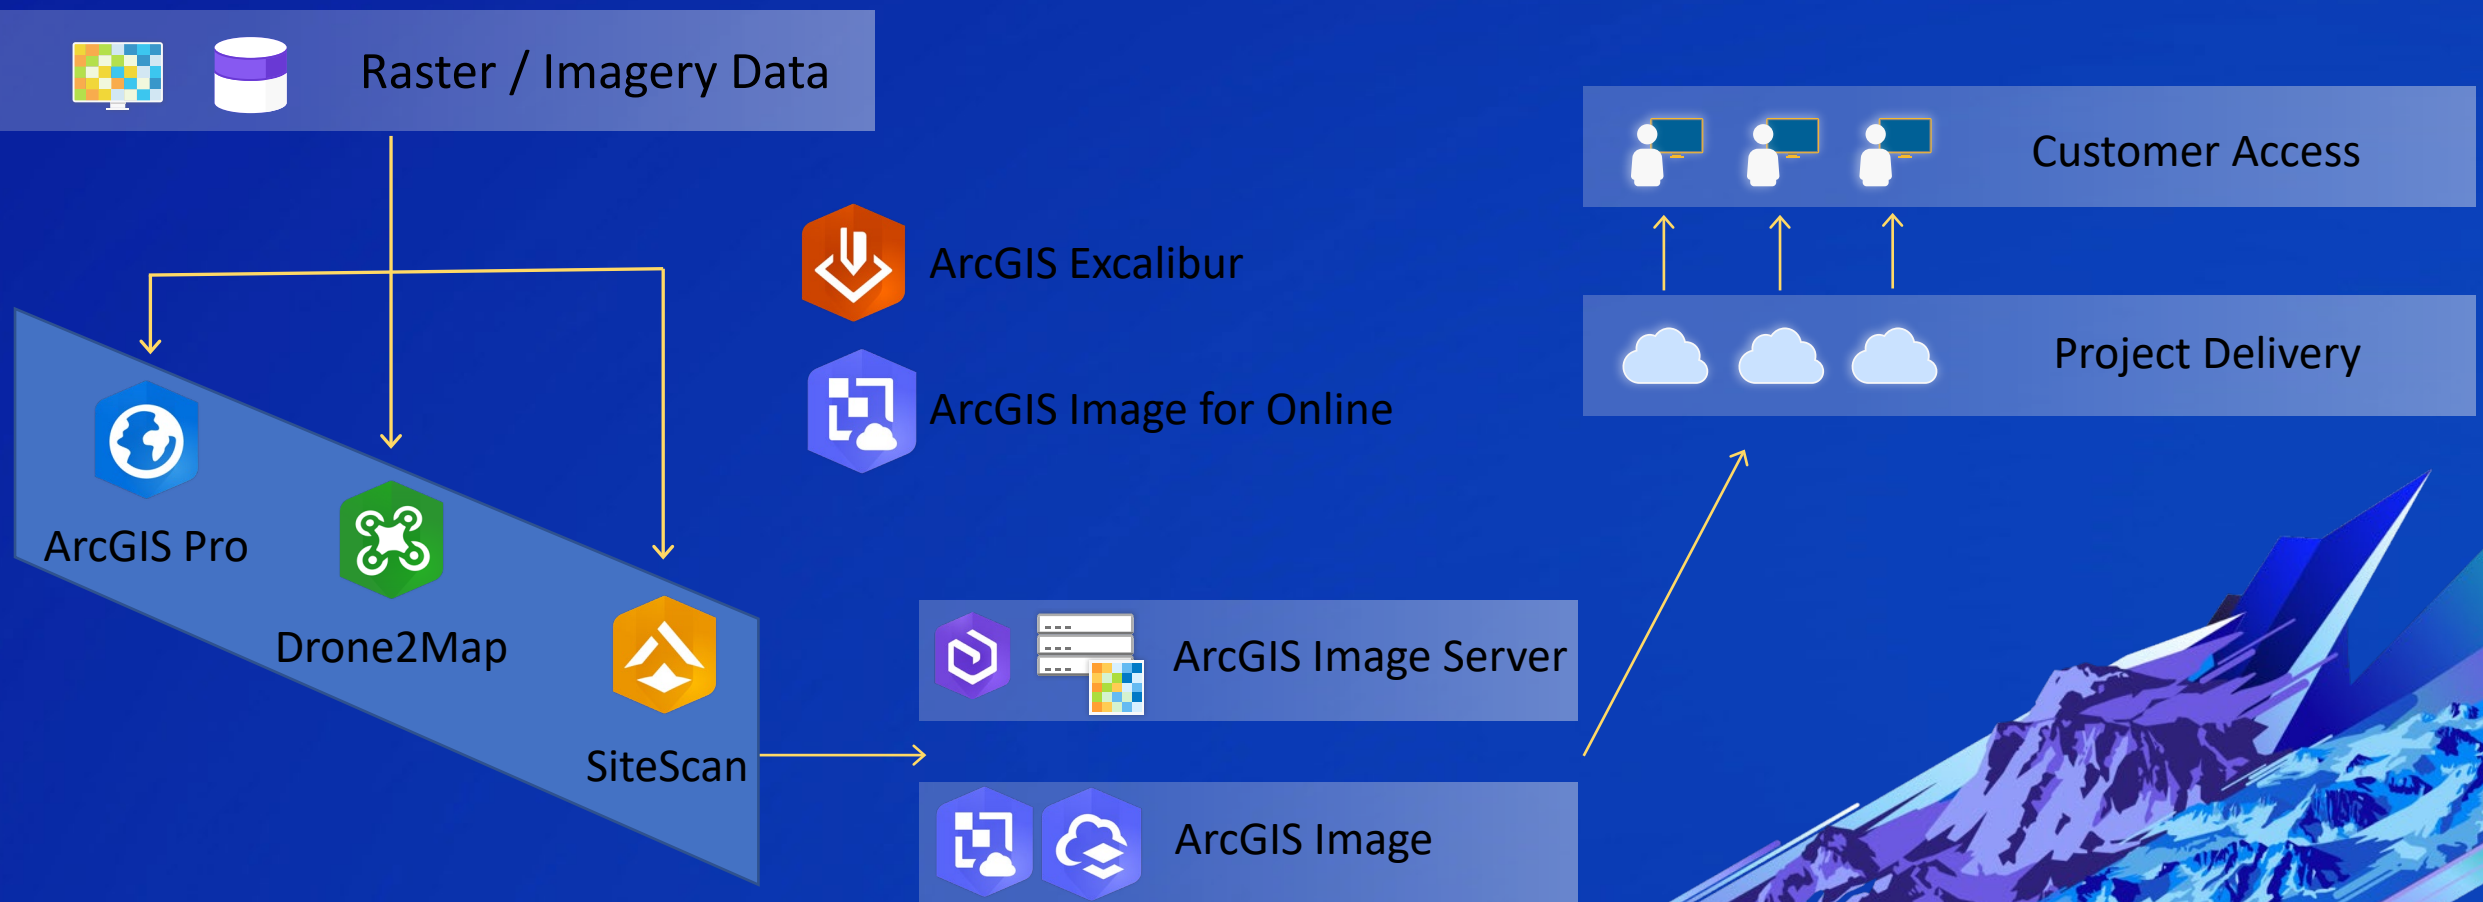 Raster / Imagery Data
Customer Access
ArcGIS Excalibur
Project Delivery
ArcGIS Image for Online
ArcGIS Pro
Drone2Map
ArcGIS Image Server
SiteScan
ArcGIS Image